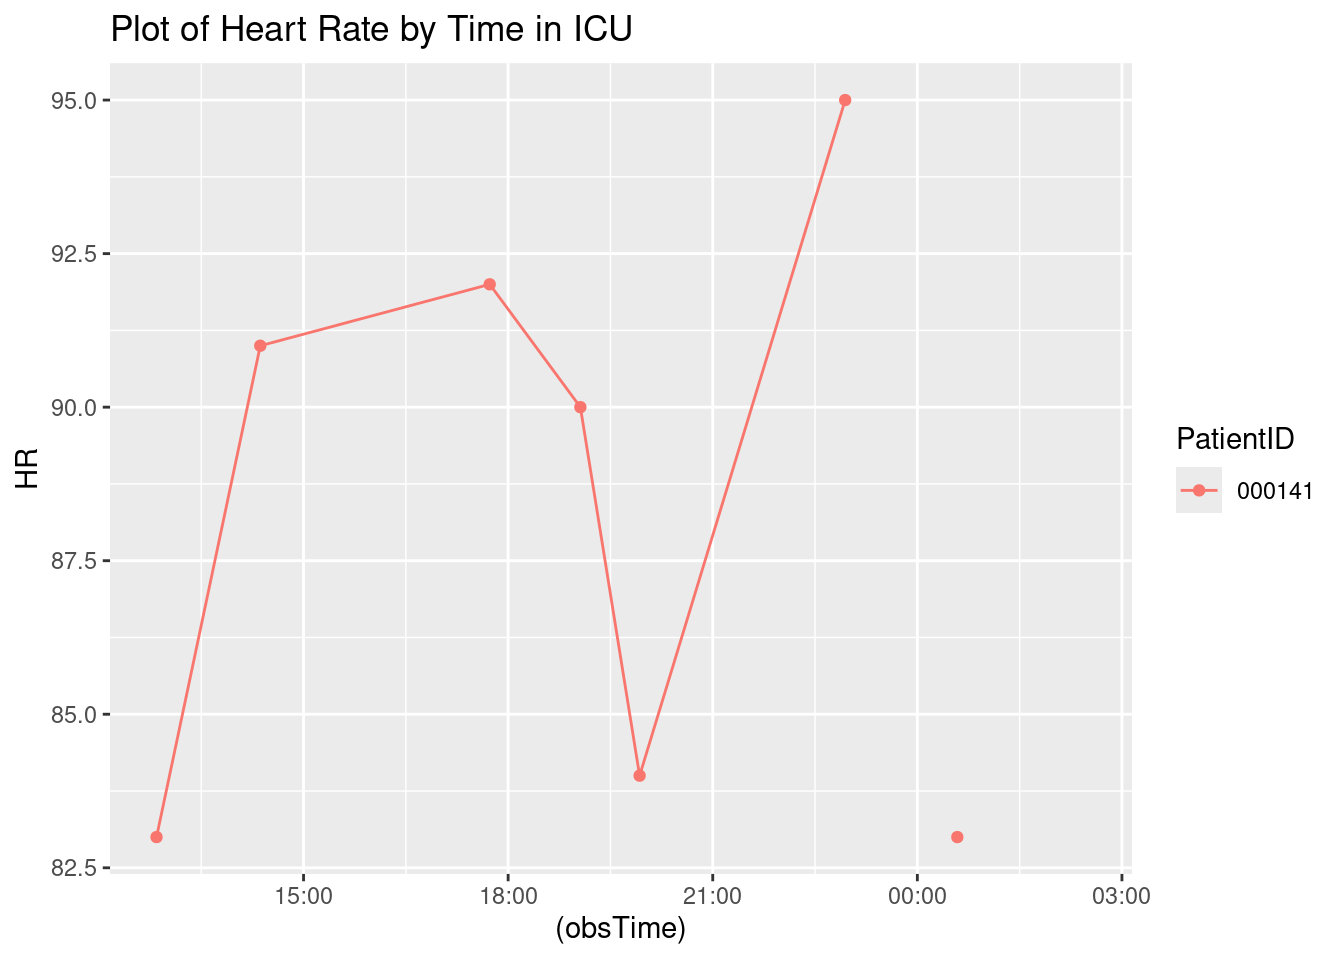 Plot of Heart Rate by Time in ICU
95.0
92.5
90.0
87.5
85.0
82.5
HR
15:00 18:00 21:00 00:00 03:00
(obsTime)
PatientID
000141